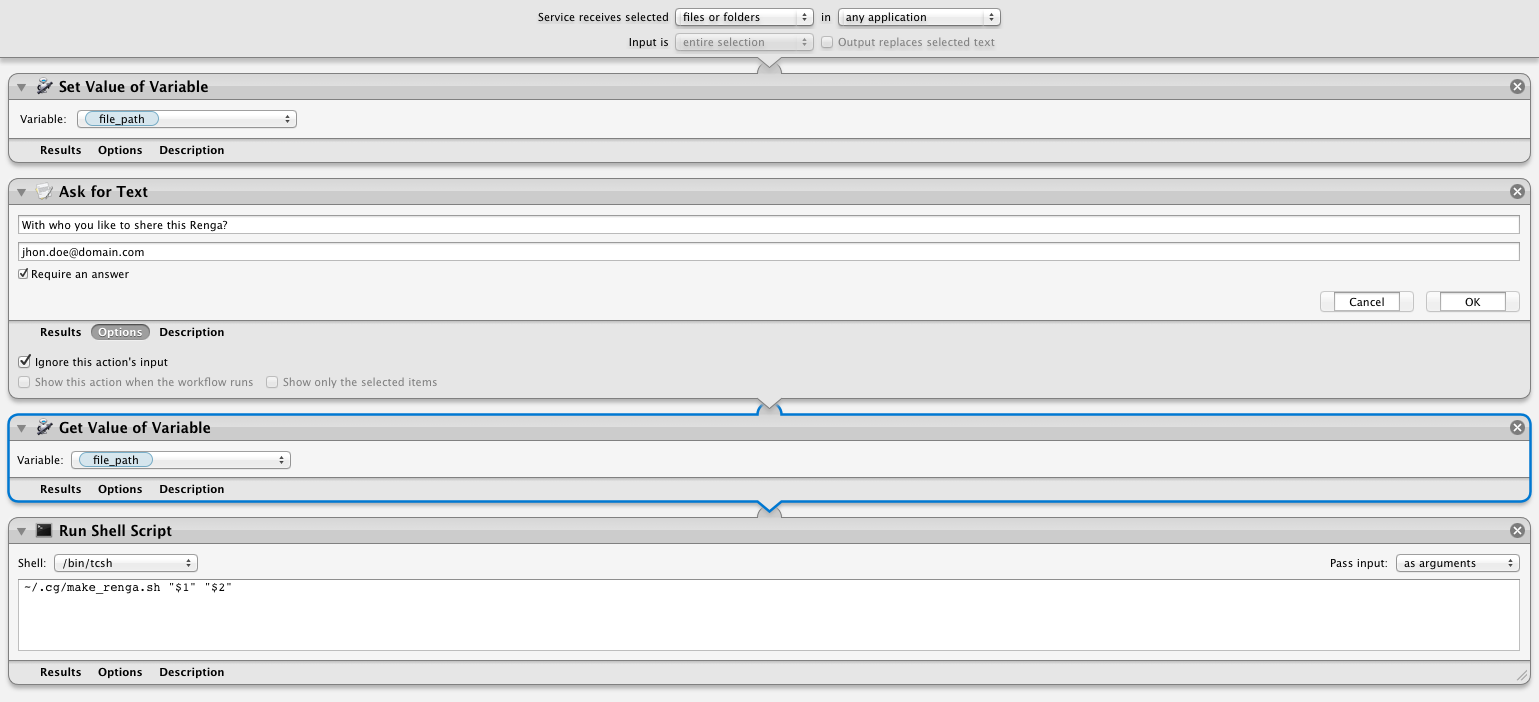 Service receives selected files or folders in any application
Input is entire selection Output replaces selected text
Set Value of Variable
Variable: file_path
Results Options Description
Ask for Text
With who you like to shere this Renga?
jhon.doe@domain.com
Require an answer
Cancel OK
Results Options Description
Ignore this action's input
Show this action when the workflow runs Show only the selected items
Get Value of Variable
Variable: file_path
Results Options Description
Run Shell Script
Shell: /bin/tcsh Pass input: as arguments
~/.cg/make_renga.sh "$1" "$2"
Results Options Description